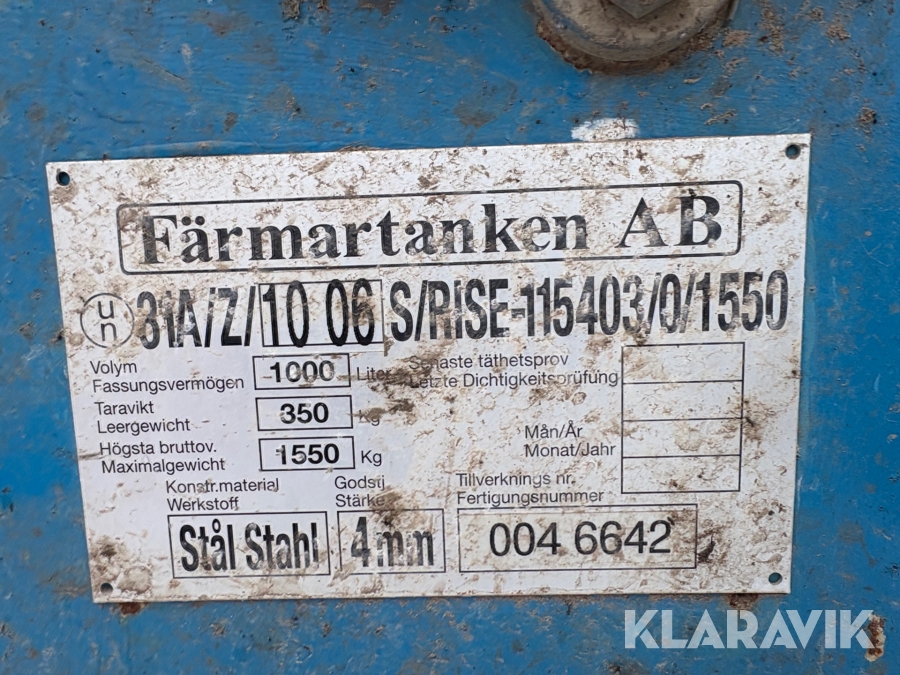 Färmartanken AB
un 31A/Z/10 06 S/RISE-115403/0/1550
Volym
Fassungsvermögen 1000 Liter
Senaste täthetsprov
Letzte Dichtigkeitsprüfung
Taravikt
Leergewicht 350 kg
Mån/År
Monat/Jahr
Högsta bruttov.
Maximalgewicht 1550 Kg
Konstr.material
Werkstoff
Godstj
Stärke
Tillverknings nr.
Fertigungsnummer
Stål Stahl 4mm 004 6642
KLARAVIK